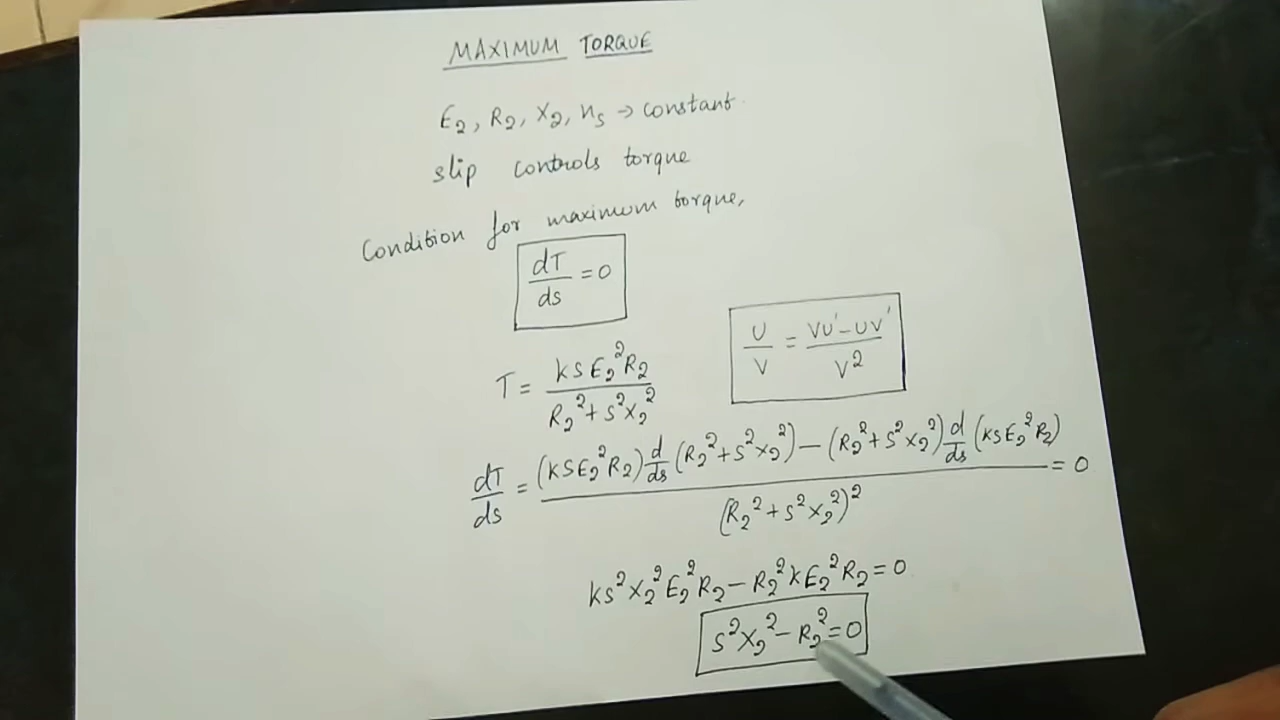 MAXIMUM TORQUE
E₂, R₂, X₂, ns → constant
slip controls torque
Condition for maximum torque,
dT/ds = 0
U/V = VU' - UV' / V²
T = kSE₂²R₂ / R₂² + s²X₂²
dT/ds = (KSE₂²R₂) d/ds (R₂² + s²X₂²) — (R₂² + s²X₂²) d/ds (KSE₂²R₂) / (R₂² + s²X₂²)² = 0
ks²X₂²E₂²R₂ - R₂²kE₂²R₂ = 0
s²X₂² - R₂² = 0